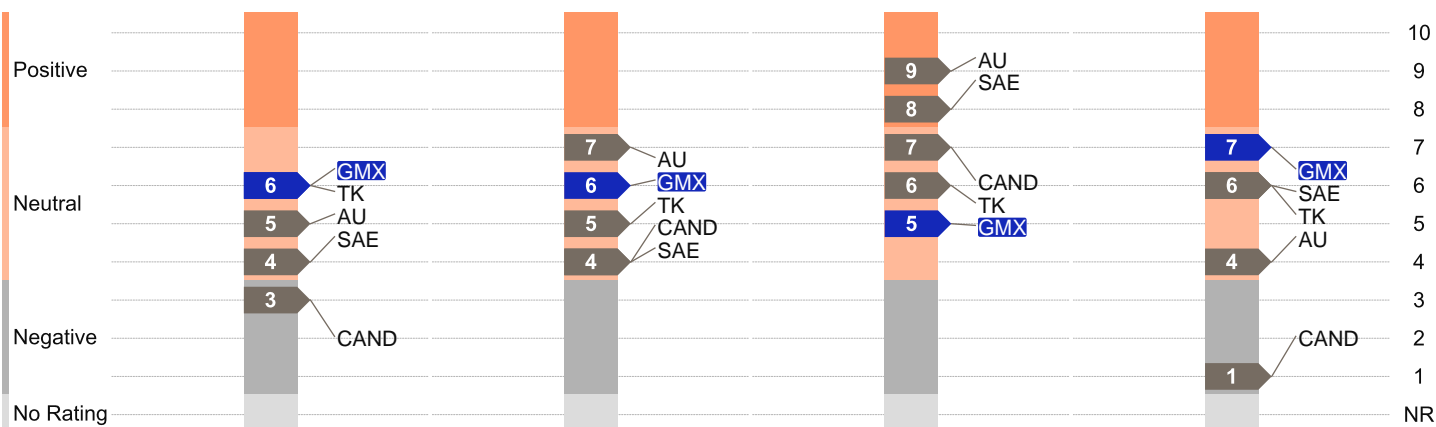 Positive
Neutral
Negative
No Rating
6
5
4
3
GMX
TK
AU
SAE
CAND
7
6
5
4
AU
GMX
TK
CAND
SAE
9
8
7
6
5
AU
SAE
CAND
TK
GMX
7
6
4
1
GMX
SAE
TK
AU
CAND
10
9
8
7
6
5
4
3
2
1
NR